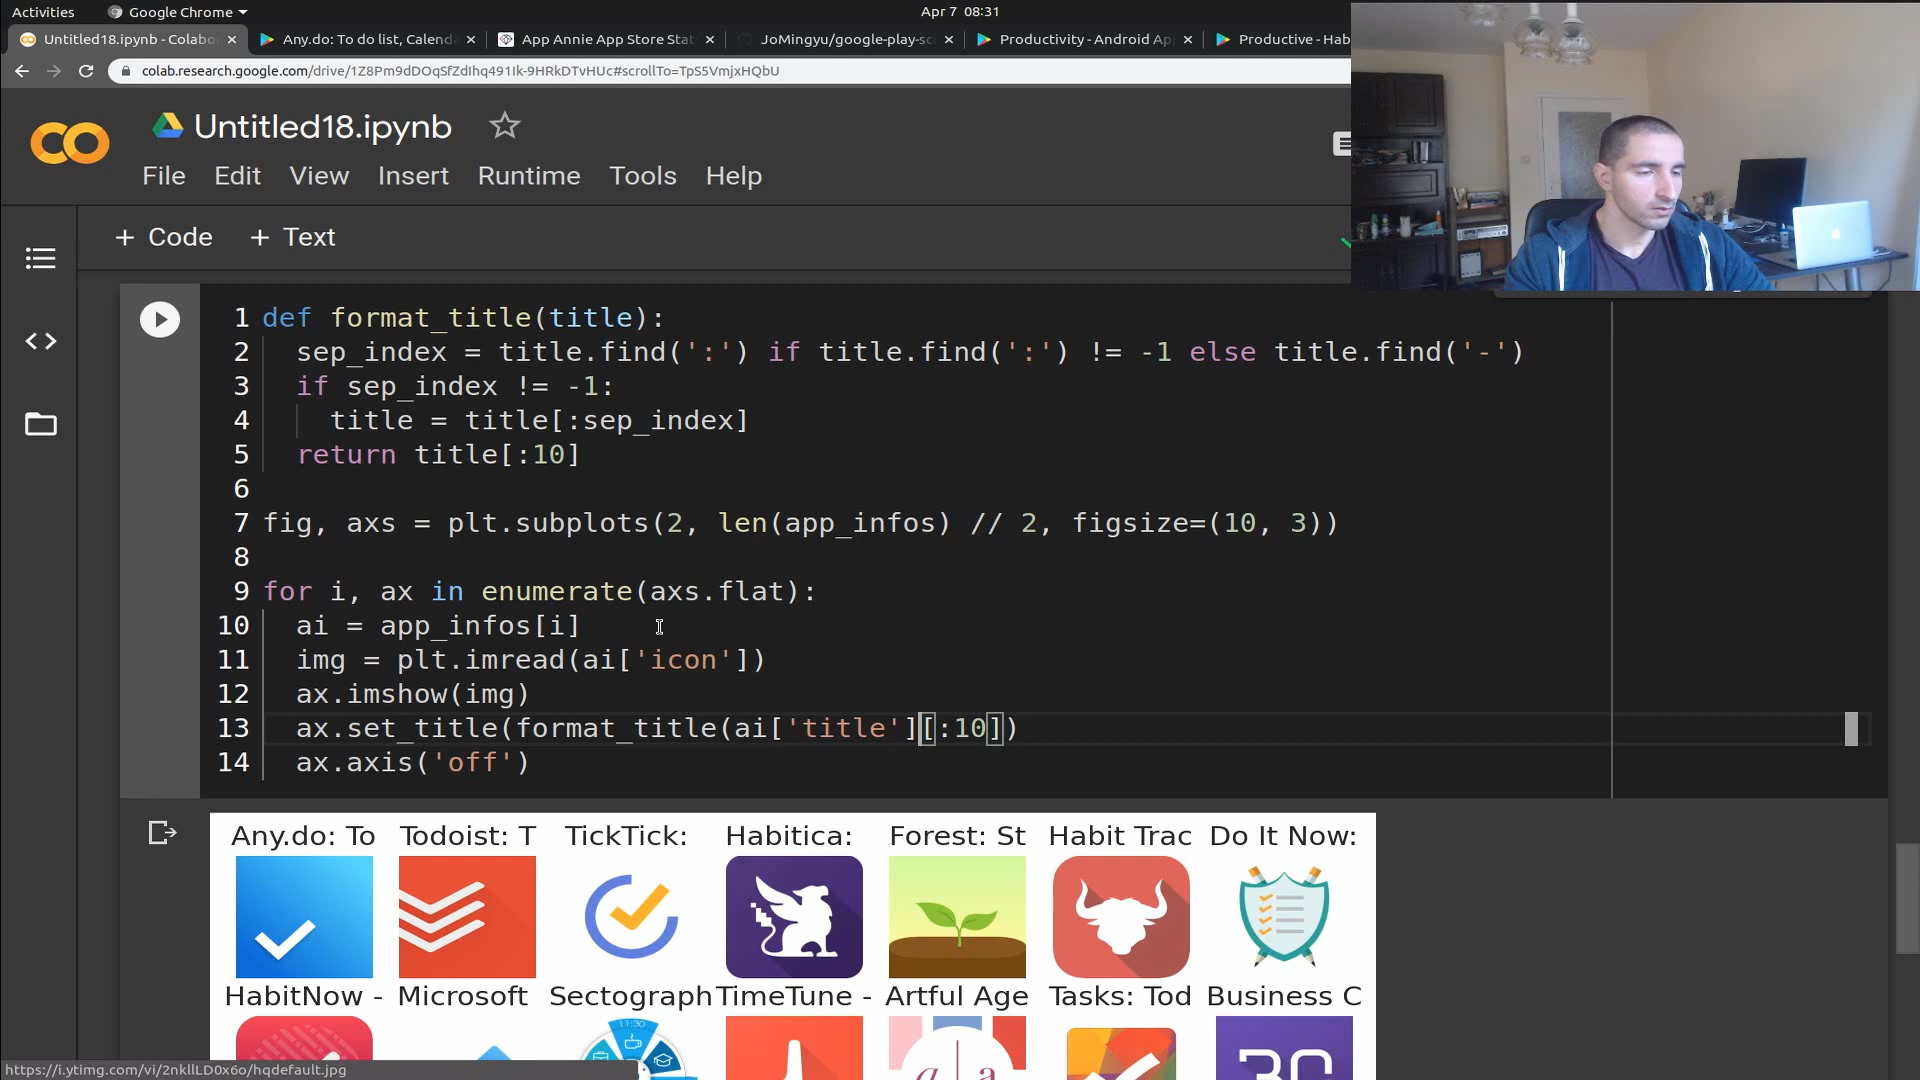 Activities
Google Chrome
Apr 7 08:31
Untitled18.ipynb - Colabo
Any.do: To do list, Calenda
App Annie App Store Stat
JoMingyu/google-play-sc
Productivity - Android Ap
Productive - Hab
colab.research.google.com/drive/1Z8Pm9dDOqSfZdIhq491Ik-9HRkDTvHUc#scrollTo=TpS5VmjxHQbU
CO
Untitled18.ipynb
File Edit View Insert Runtime Tools Help
+ Code + Text
1 def format_title(title):
2 sep_index = title.find(':') if title.find(':') != -1 else title.find('-')
3 if sep_index != -1:
4 title = title[:sep_index]
5 return title[:10]
6
7 fig, axs = plt.subplots(2, len(app_infos) // 2, figsize=(10, 3))
8
9 for i, ax in enumerate(axs.flat):
10 ai = app_infos[i]
11 img = plt.imread(ai['icon'])
12 ax.imshow(img)
13 ax.set_title(format_title(ai['title'][:10])
14 ax.axis('off')
Any.do: To Todoist: T TickTick: Habitica: Forest: St Habit Trac Do It Now:
HabitNow - Microsoft Sectograph TimeTune - Artful Age Tasks: Tod Business C
11:30
a a
https://i.ytimg.com/vi/2nkllLD0x6o/hqdefault.jpg